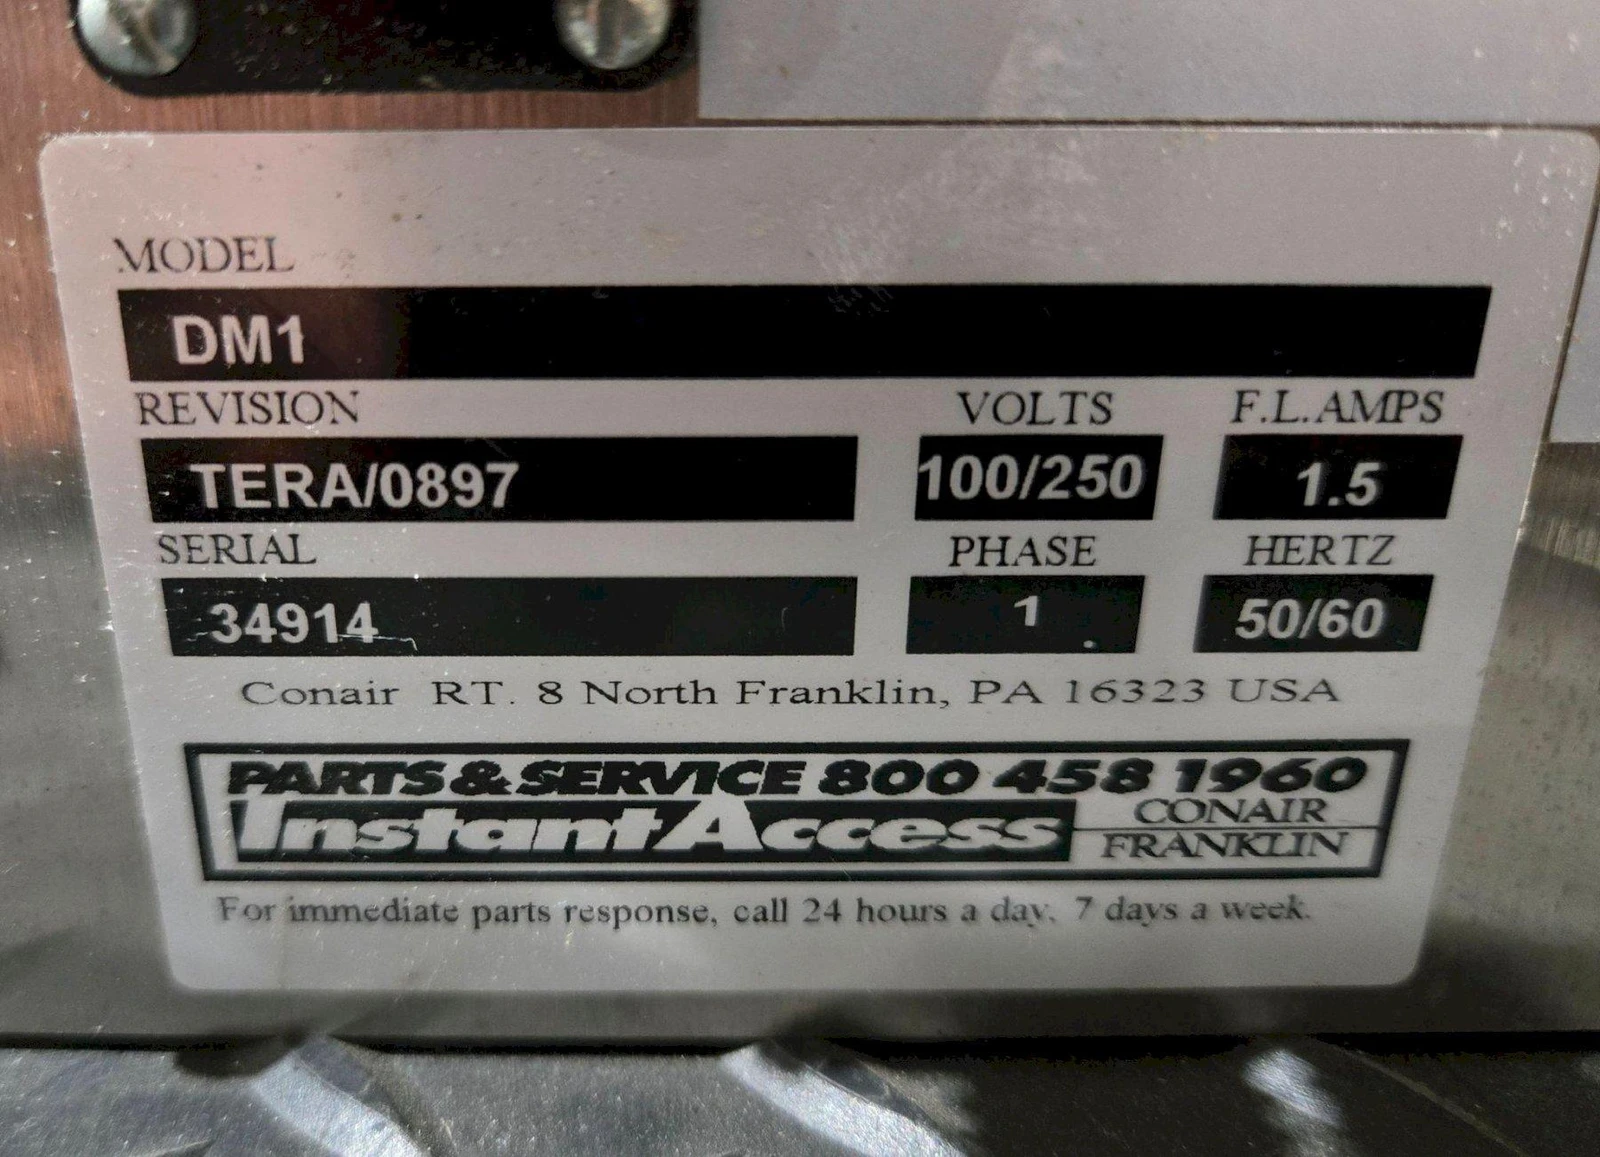 MODEL
DM1
REVISION VOLTS F.L.AMPS
TERA/0897 100/250 1.5
SERIAL PHASE HERTZ
34914 1 50/60
Conair RT. 8 North Franklin, PA 16323 USA
PARTS & SERVICE 800 458 1960
InstantAccess CONAIR
FRANKLIN
For immediate parts response, call 24 hours a day, 7 days a week.